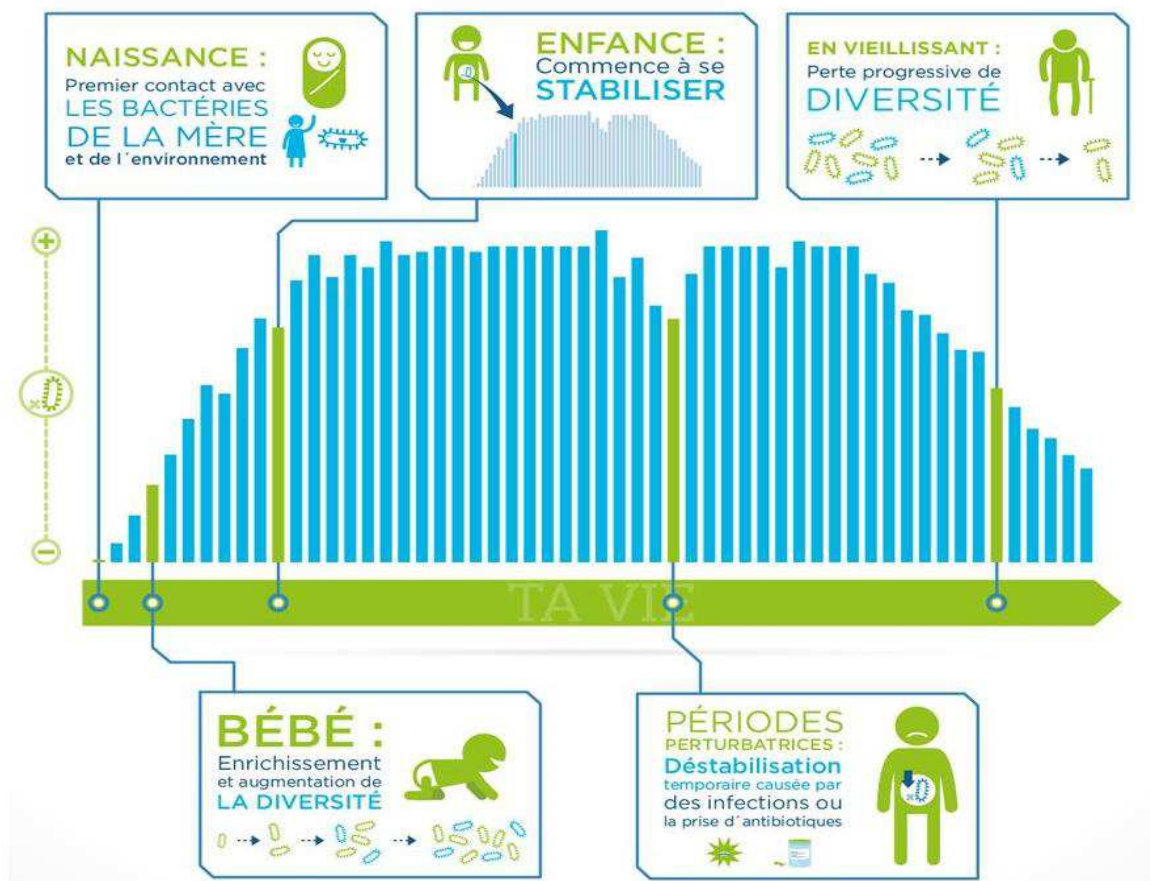 NAISSANCE :
Premier contact avec
LES BACTÉRIES
DE LA MÈRE
et de l´environnement
ENFANCE :
Commence à se
STABILISER
EN VIEILLISSANT :
Perte progressive de
DIVERSITÉ
TA VIE
BÉBÉ :
Enrichissement
et augmentation de
LA DIVERSITÉ
PÉRIODES
PERTURBATRICES :
Déstabilisation
temporaire causée par
des infections ou
la prise d´antibiotiques